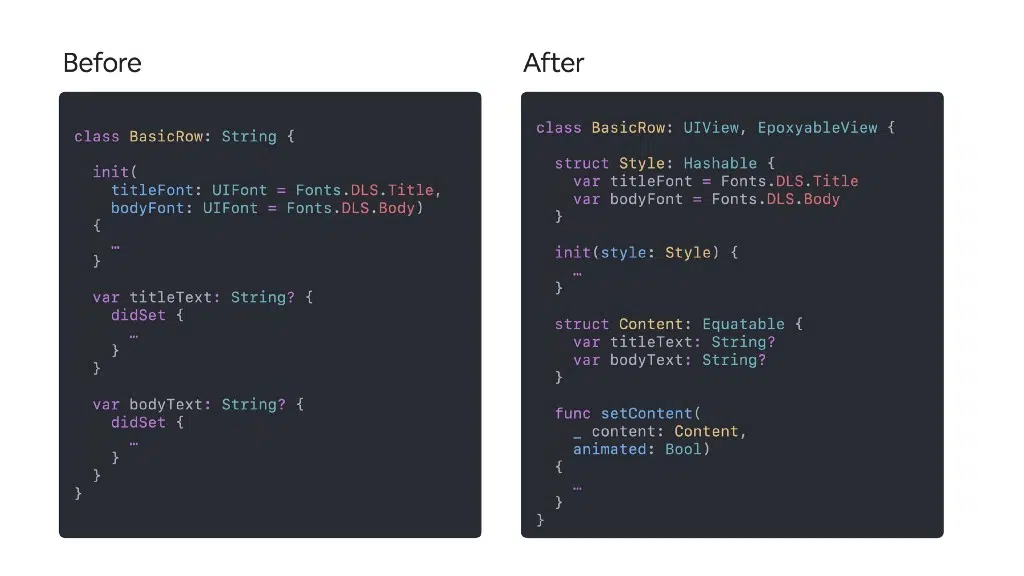 Before
class BasicRow: String {
init(
titleFont: UIFont = Fonts.DLS.Title,
bodyFont: UIFont = Fonts.DLS.Body)
{
…
}
var titleText: String? {
didSet {
…
}
}
var bodyText: String? {
didSet {
…
}
}
}
After
class BasicRow: UIView, EpoxyableView {
struct Style: Hashable {
var titleFont = Fonts.DLS.Title
var bodyFont = Fonts.DLS.Body
}
init(style: Style) {
…
}
struct Content: Equatable {
var titleText: String?
var bodyText: String?
}
func setContent(
_ content: Content,
animated: Bool)
{
…
}
}